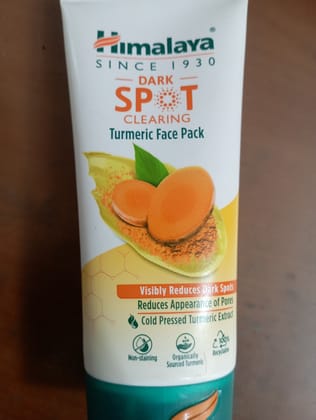 Himalaya®
SINCE 1930
DARK
SPOT
CLEARING
Turmeric Face Pack
Visibly Reduces Dark Spots
Reduces Appearance of Pores
Cold Pressed Turmeric Extract
Non-staining
Organically
Sourced Turmeric
100%
Recyclable